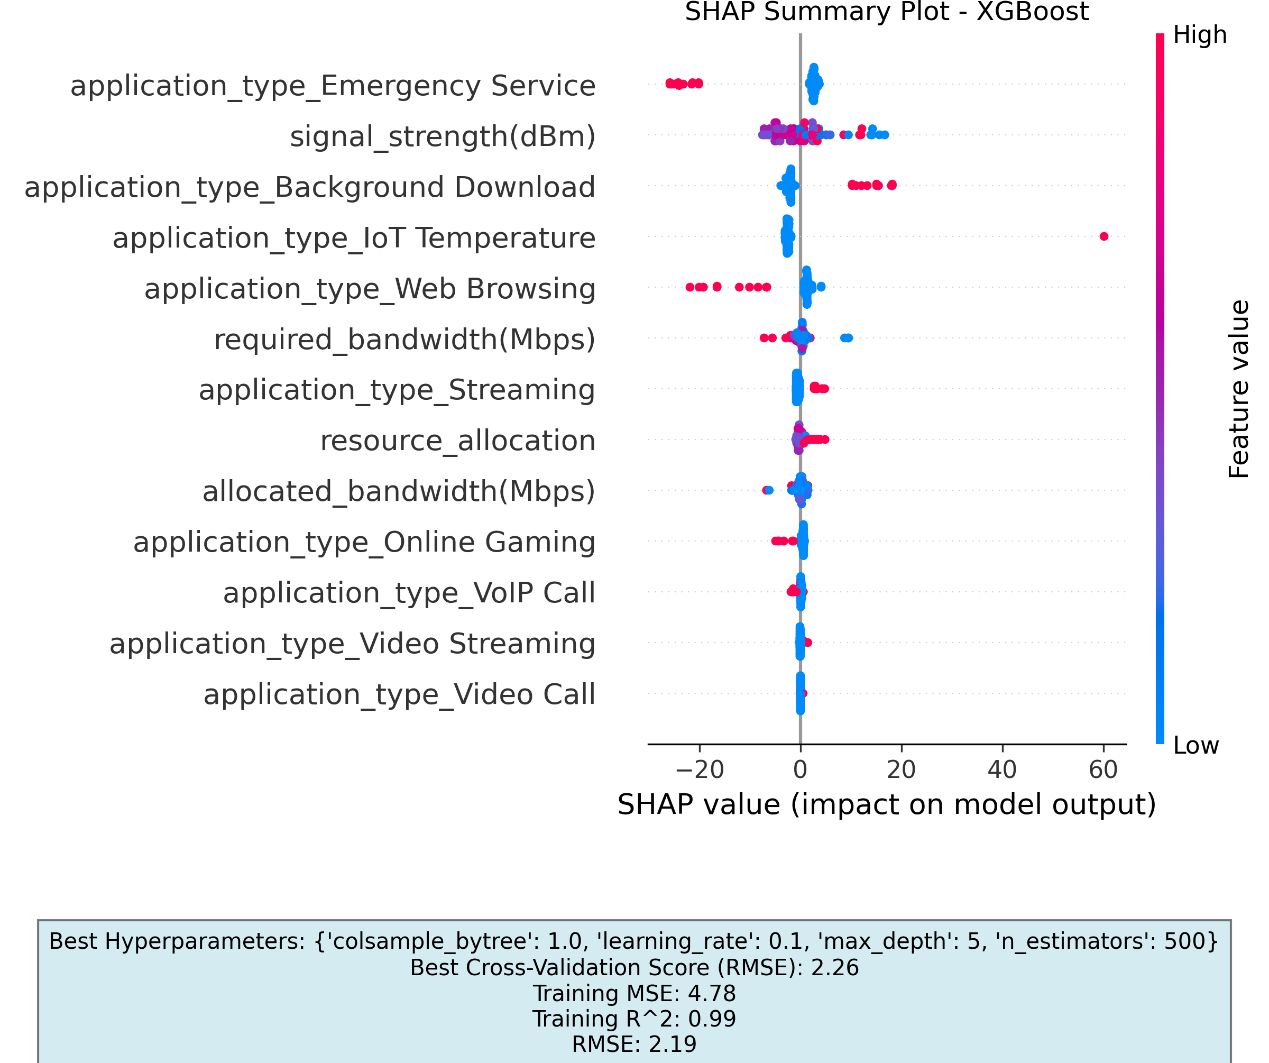 SHAP Summary Plot - XGBoost
High
application_type_Emergency Service
signal_strength(dBm)
application_type_Background Download
application_type_IoT Temperature
application_type_Web Browsing
required_bandwidth(Mbps)
application_type_Streaming
resource_allocation
allocated_bandwidth(Mbps)
application_type_Online Gaming
application_type_VoIP Call
application_type_Video Streaming
application_type_Video Call
Feature value
Low
−20 0 20 40 60
SHAP value (impact on model output)
Best Hyperparameters: {'colsample_bytree': 1.0, 'learning_rate': 0.1, 'max_depth': 5, 'n_estimators': 500}
Best Cross-Validation Score (RMSE): 2.26
Training MSE: 4.78
Training R^2: 0.99
RMSE: 2.19